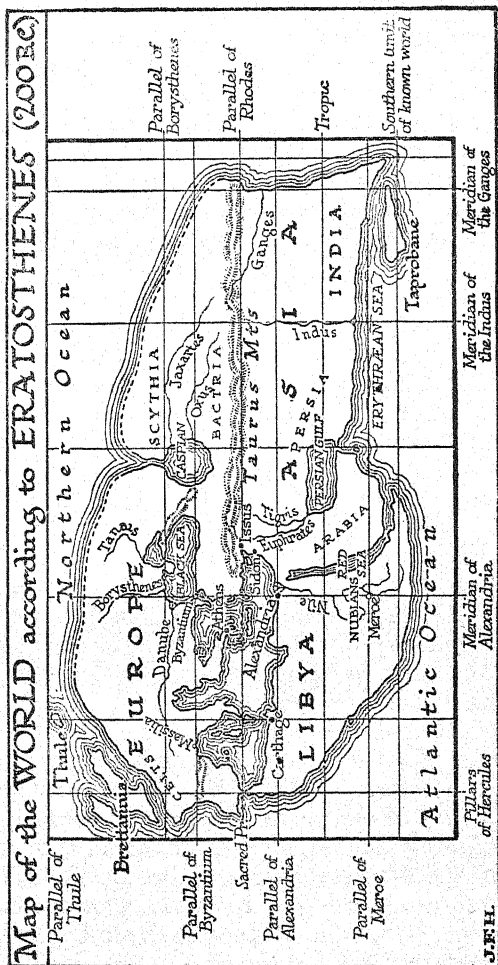 Map of the WORLD according to ERATOSTHENES (200 B.C.)
Parallel of
Thule
Parallel of
Byzantium
Sacred Pr.
Parallel of
Alexandria
Parallel of
Meroe
Parallel of
Borysthenes
Parallel of
Rhodes
Tropic
Southern limit
of known world
Northern Ocean
Thule
Brettannia
CELTS
EUROPE
Massilia
Danube
Borysthenes
Tanais
Byzantium
BLACK SEA
Athens
SCYTHIA
CASPIAN
Jaxartes
Oxus
BACTRIA
Taurus Mts
Ganges
Issus
Sidon
Tigris
Euphrates
Alexandria
Carthage
LIBYA
Nile
NUBIANS
Meroe
RED
SEA
ARABIA
PERSIAN GULF
PERSIA
ASIA
Indus
INDIA
ERYTHRÆAN SEA
Taprobane
Atlantic Ocean
Pillars
of Hercules
Meridian of
Alexandria
Meridian of
the Indus
Meridian of
the Ganges
J.F.H.